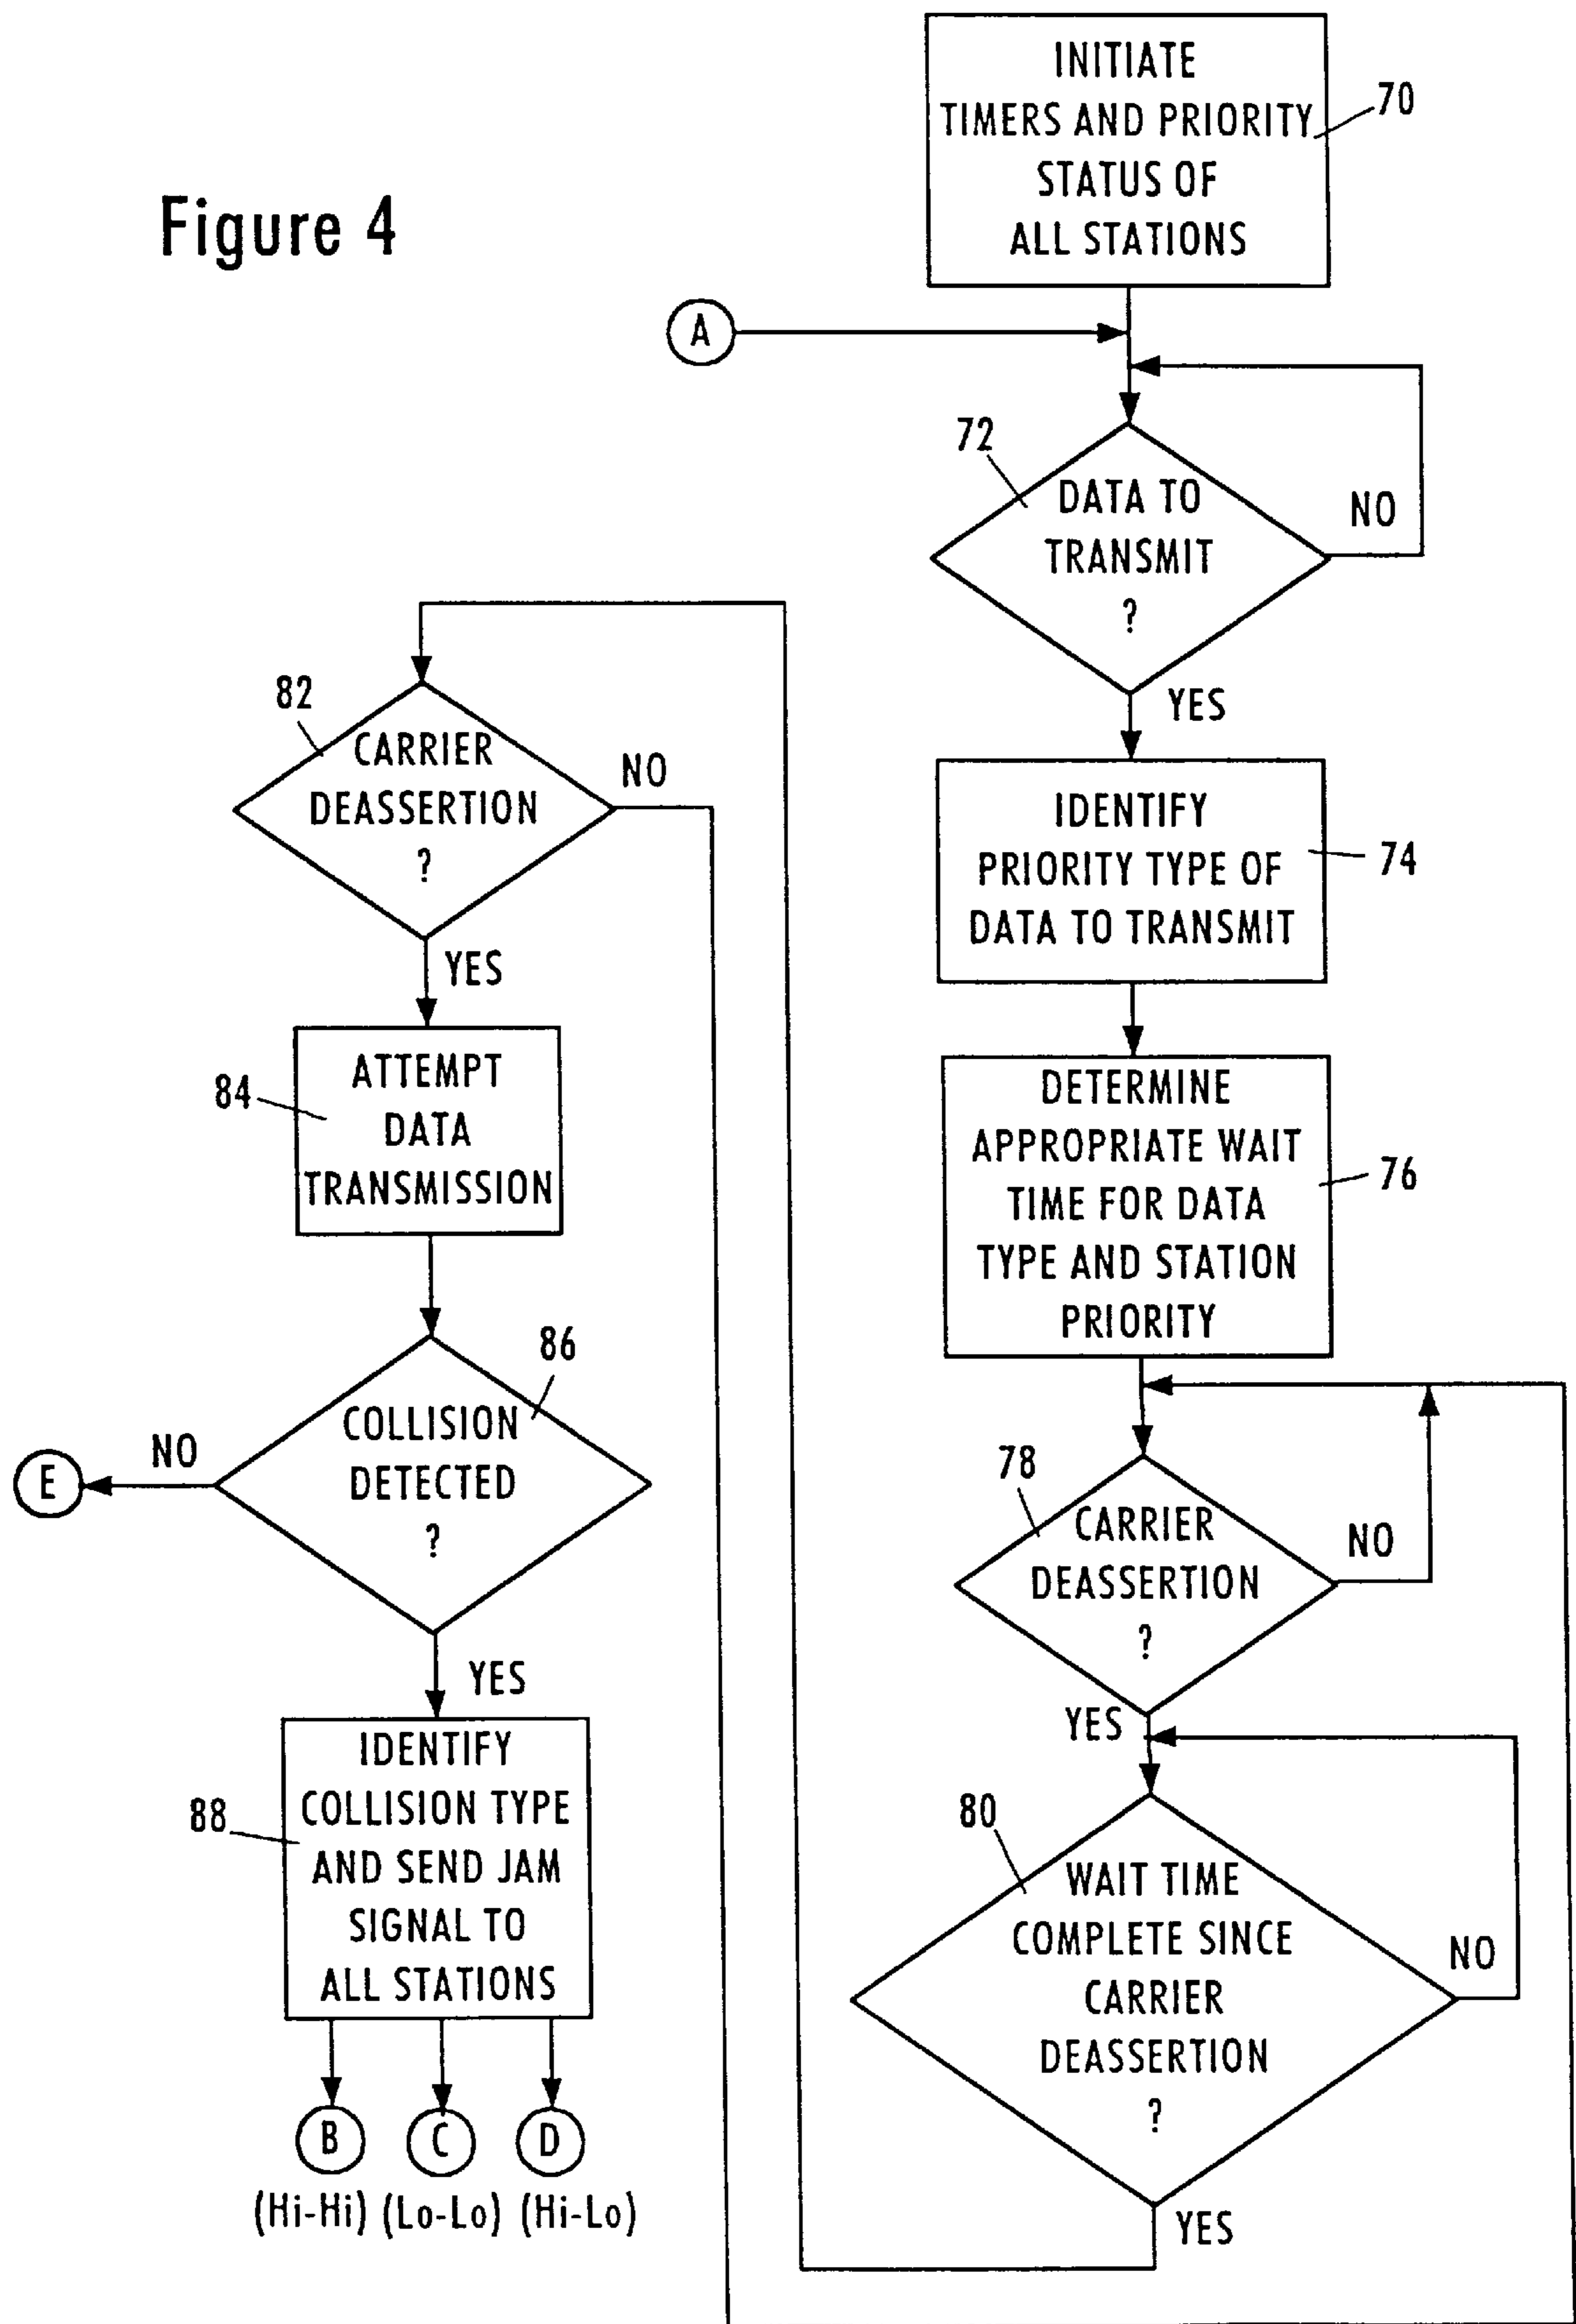 Figure 4
INITIATE
TIMERS AND PRIORITY
STATUS OF
ALL STATIONS
70
A
72
DATA TO
TRANSMIT
?
NO
YES
IDENTIFY
PRIORITY TYPE OF
DATA TO TRANSMIT
74
DETERMINE
APPROPRIATE WAIT
TIME FOR DATA
TYPE AND STATION
PRIORITY
76
78
CARRIER
DEASSERTION
?
NO
YES
80
WAIT TIME
COMPLETE SINCE
CARRIER
DEASSERTION
?
NO
YES
82
CARRIER
DEASSERTION
?
NO
YES
84
ATTEMPT
DATA
TRANSMISSION
86
COLLISION
DETECTED
?
NO
E
YES
88
IDENTIFY
COLLISION TYPE
AND SEND JAM
SIGNAL TO
ALL STATIONS
B C D
(Hi-Hi) (Lo-Lo) (Hi-Lo)